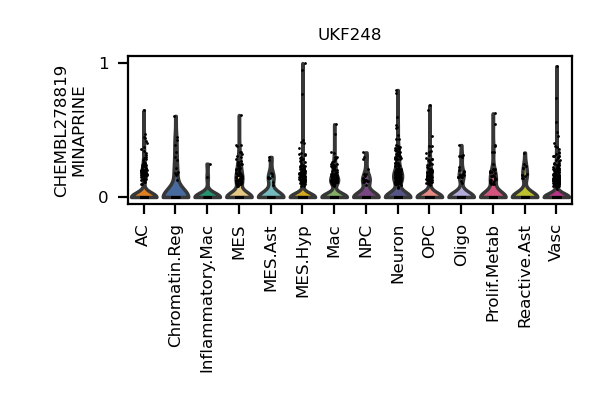 UKF248
CHEMBL278819
MINAPRINE
1
0
AC
Chromatin.Reg
Inflammatory.Mac
MES
MES.Ast
MES.Hyp
Mac
NPC
Neuron
OPC
Oligo
Prolif.Metab
Reactive.Ast
Vasc